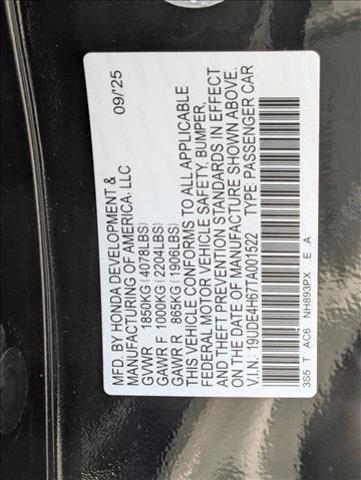 MFD. BY HONDA DEVELOPMENT & 09/'25
MANUFACTURING OF AMERICA, LLC
GVWR 1850KG (4078LBS)
GAWR F 1000KG (2204LBS)
GAWR R 865KG (1906LBS)
THIS VEHICLE CONFORMS TO ALL APPLICABLE
FEDERAL MOTOR VEHICLE SAFETY, BUMPER,
AND THEFT PREVENTION STANDARDS IN EFFECT
ON THE DATE OF MANUFACTURE SHOWN ABOVE.
V.I.N.: 19UDE4H67TA001522 TYPE: PASSENGER CAR
3S5 T AC6 NH893PX E A